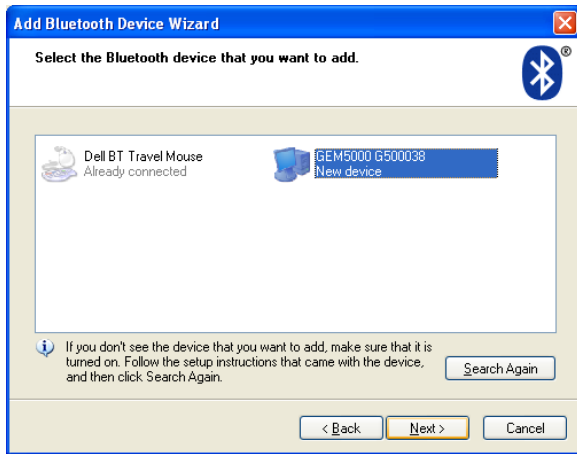 Add Bluetooth Device Wizard
Select the Bluetooth device that you want to add.
®
Dell BT Travel Mouse
Already connected
GEM5000 G500038
New device
If you don't see the device that you want to add, make sure that it is
turned on. Follow the setup instructions that came with the device,
and then click Search Again.
Search Again
< Back
Next >
Cancel